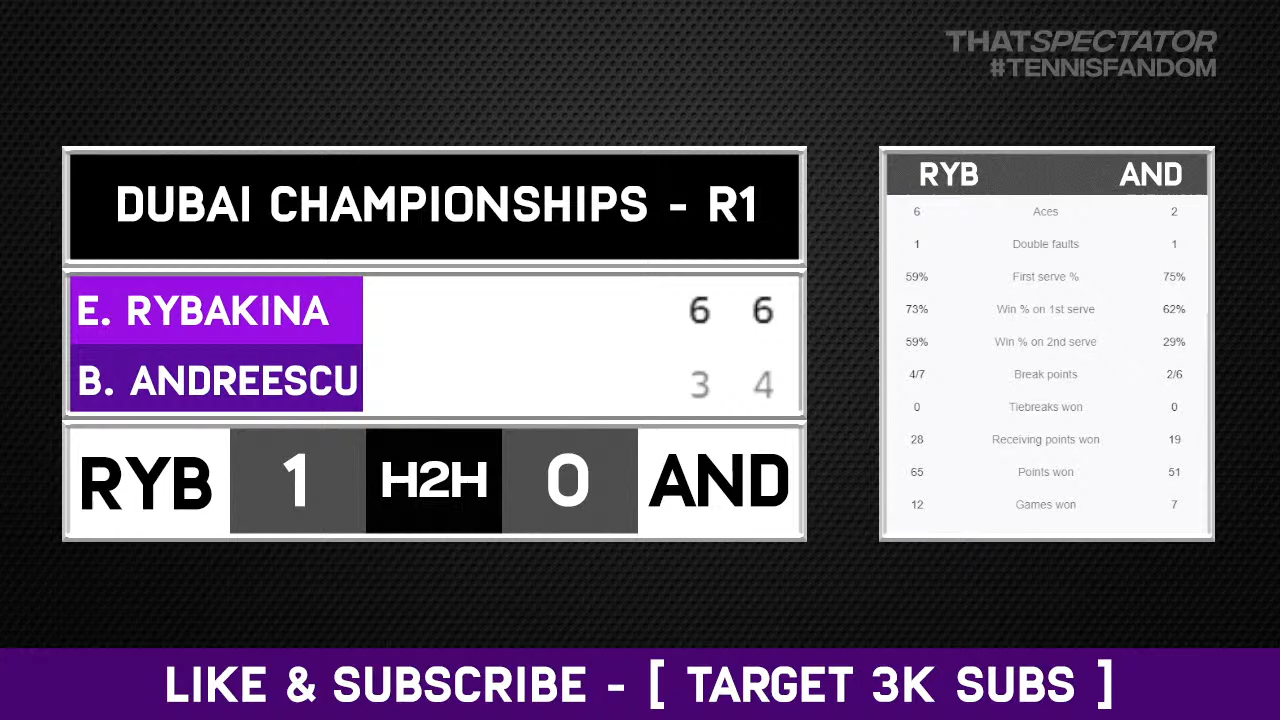 THATSPECTATOR
#TENNISFANDOM
DUBAI CHAMPIONSHIPS - R1
E. RYBAKINA 6 6
B. ANDREESCU 3 4
RYB 1 H2H 0 AND
RYB AND
6 Aces 2
1 Double faults 1
59% First serve % 75%
73% Win % on 1st serve 62%
59% Win % on 2nd serve 29%
4/7 Break points 2/6
0 Tiebreaks won 0
28 Receiving points won 19
65 Points won 51
12 Games won 7
LIKE & SUBSCRIBE - [ TARGET 3K SUBS ]